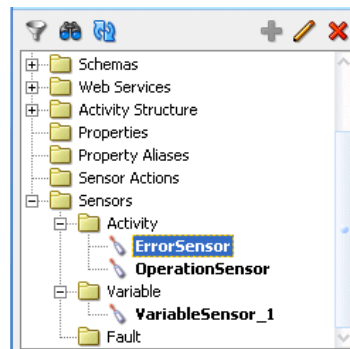 Schemas
Web Services
Activity Structure
Properties
Property Aliases
Sensor Actions
Sensors
Activity
ErrorSensor
OperationSensor
Variable
VariableSensor_1
Fault